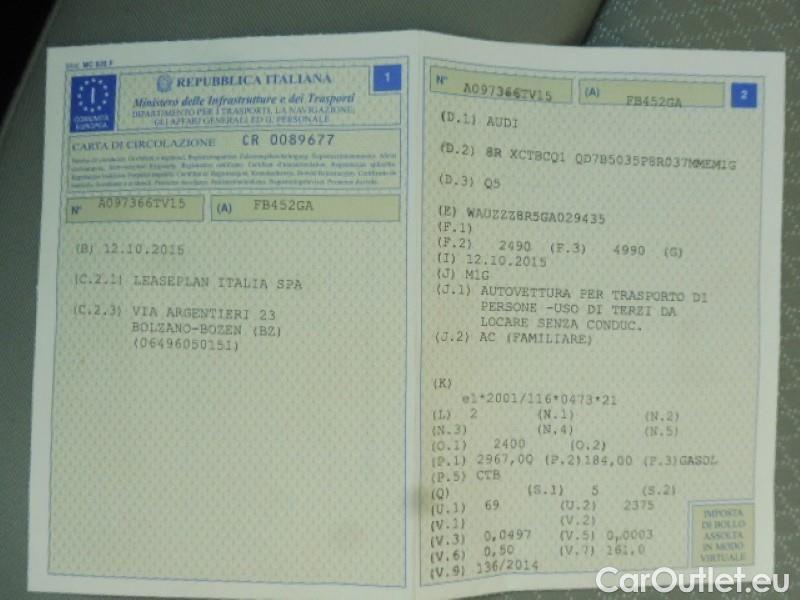 Mod. MC 820 F
1
REPUBBLICA ITALIANA
Ministero delle Infrastrutture e dei Trasporti
DIPARTIMENTO PER I TRASPORTI, LA NAVIGAZIONE,
GLI AFFARI GENERALI ED IL PERSONALE
I
COMUNITÀ
EUROPEA
CARTA DI CIRCOLAZIONE CR 0089677
N° A097366TV15 (A) FB452GA
(B) 12.10.2015
(C.2.1) LEASEPLAN ITALIA SPA
(C.2.3) VIA ARGENTIERI 23
BOLZANO-BOZEN (BZ)
(06496050151)
N° A097366TV15 (A) FB452GA
2
(D.1) AUDI
(D.2) 8R XCTBCQ1 QD7B5035P8R037MMEM1G
(D.3) Q5
(E) WAUZZZ8R5GA029435
(F.1)
(F.2) 2490 (F.3) 4990 (G)
(I) 12.10.2015
(J) M1G
(J.1) AUTOVETTURA PER TRASPORTO DI
PERSONE -USO DI TERZI DA
LOCARE SENZA CONDUC.
(J.2) AC (FAMILIARE)
(K)
e1*2001/116*0473*21
(L) 2 (N.1) (N.2)
(N.3) (N.4) (N.5)
(O.1) 2400 (O.2)
(P.1) 2967,00 (P.2)184,00 (P.3)GASOL
(P.5) CTB
(Q) (S.1) 5 (S.2)
(U.1) 69 (U.2) 2375
(V.1) (V.2)
(V.3) 0,0497 (V.5) 0,0003
(V.6) 0,50 (V.7) 161,0
(V.9) 136/2014
IMPOSTA
DI BOLLO
ASSOLTA
IN MODO
VIRTUALE
CarOutlet.eu